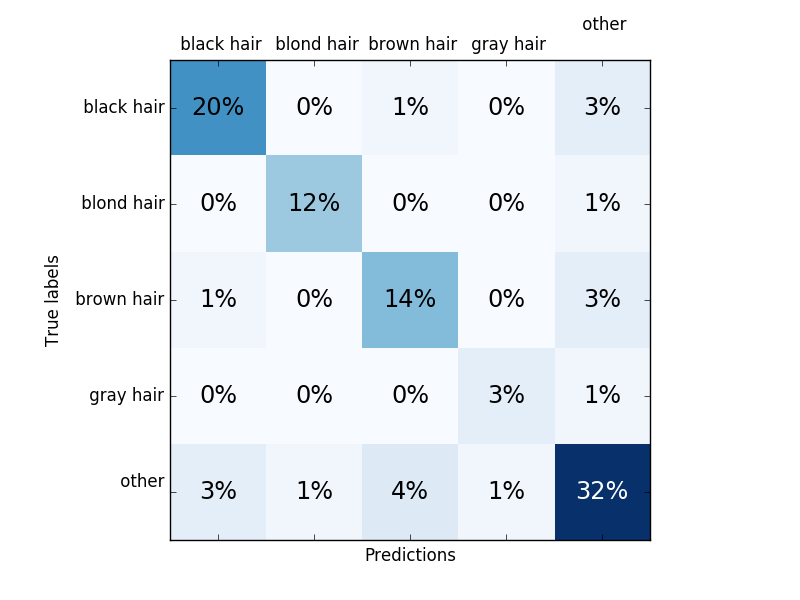 other
black hair blond hair brown hair gray hair
black hair 20% 0% 1% 0% 3%
blond hair 0% 12% 0% 0% 1%
True labels
brown hair 1% 0% 14% 0% 3%
gray hair 0% 0% 0% 3% 1%
other 3% 1% 4% 1% 32%
Predictions